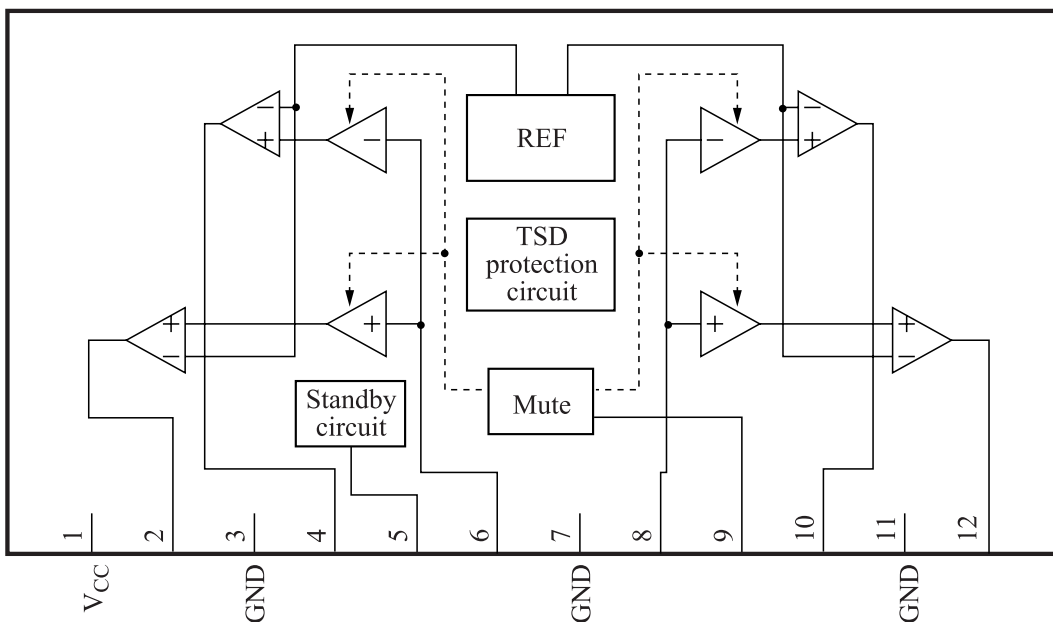 REF
− − − −
+ + 
TSD
protection
circuit
+ + + +
− −
Standby
circuit
Mute
1 2 3 4 5 6 7 8 9 10 11 12
VCC GND GND GND